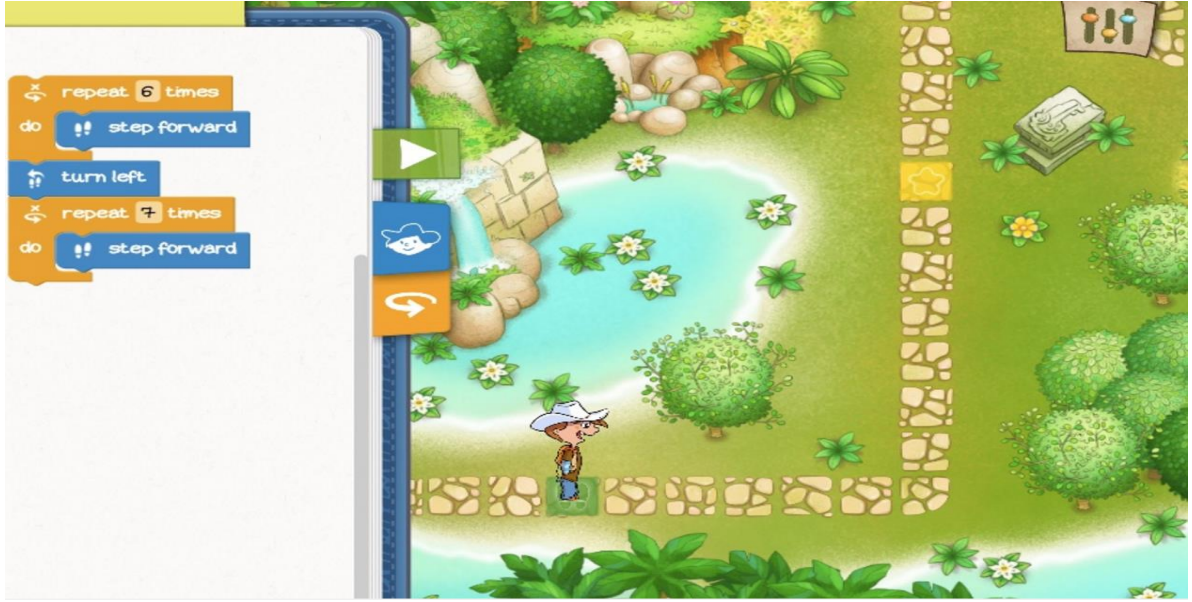 repeat 6 times
do step forward
turn left
repeat 7 times
do step forward